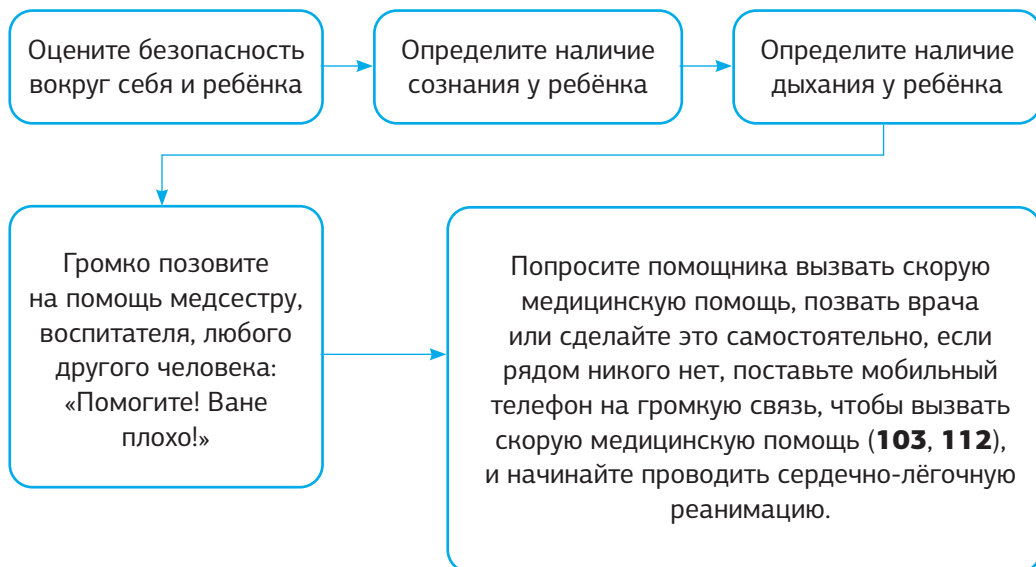 Оцените безопасность
вокруг себя и ребёнка
Определите наличие
сознания у ребёнка
Определите наличие
дыхания у ребёнка
Громко позовите
на помощь медсестру,
воспитателя, любого
другого человека:
«Помогите! Ване
плохо!»
Попросите помощника вызвать скорую
медицинскую помощь, позвать врача
или сделайте это самостоятельно, если
рядом никого нет, поставьте мобильный
телефон на громкую связь, чтобы вызвать
скорую медицинскую помощь (103, 112),
и начинайте проводить сердечно-лёгочную
реанимацию.